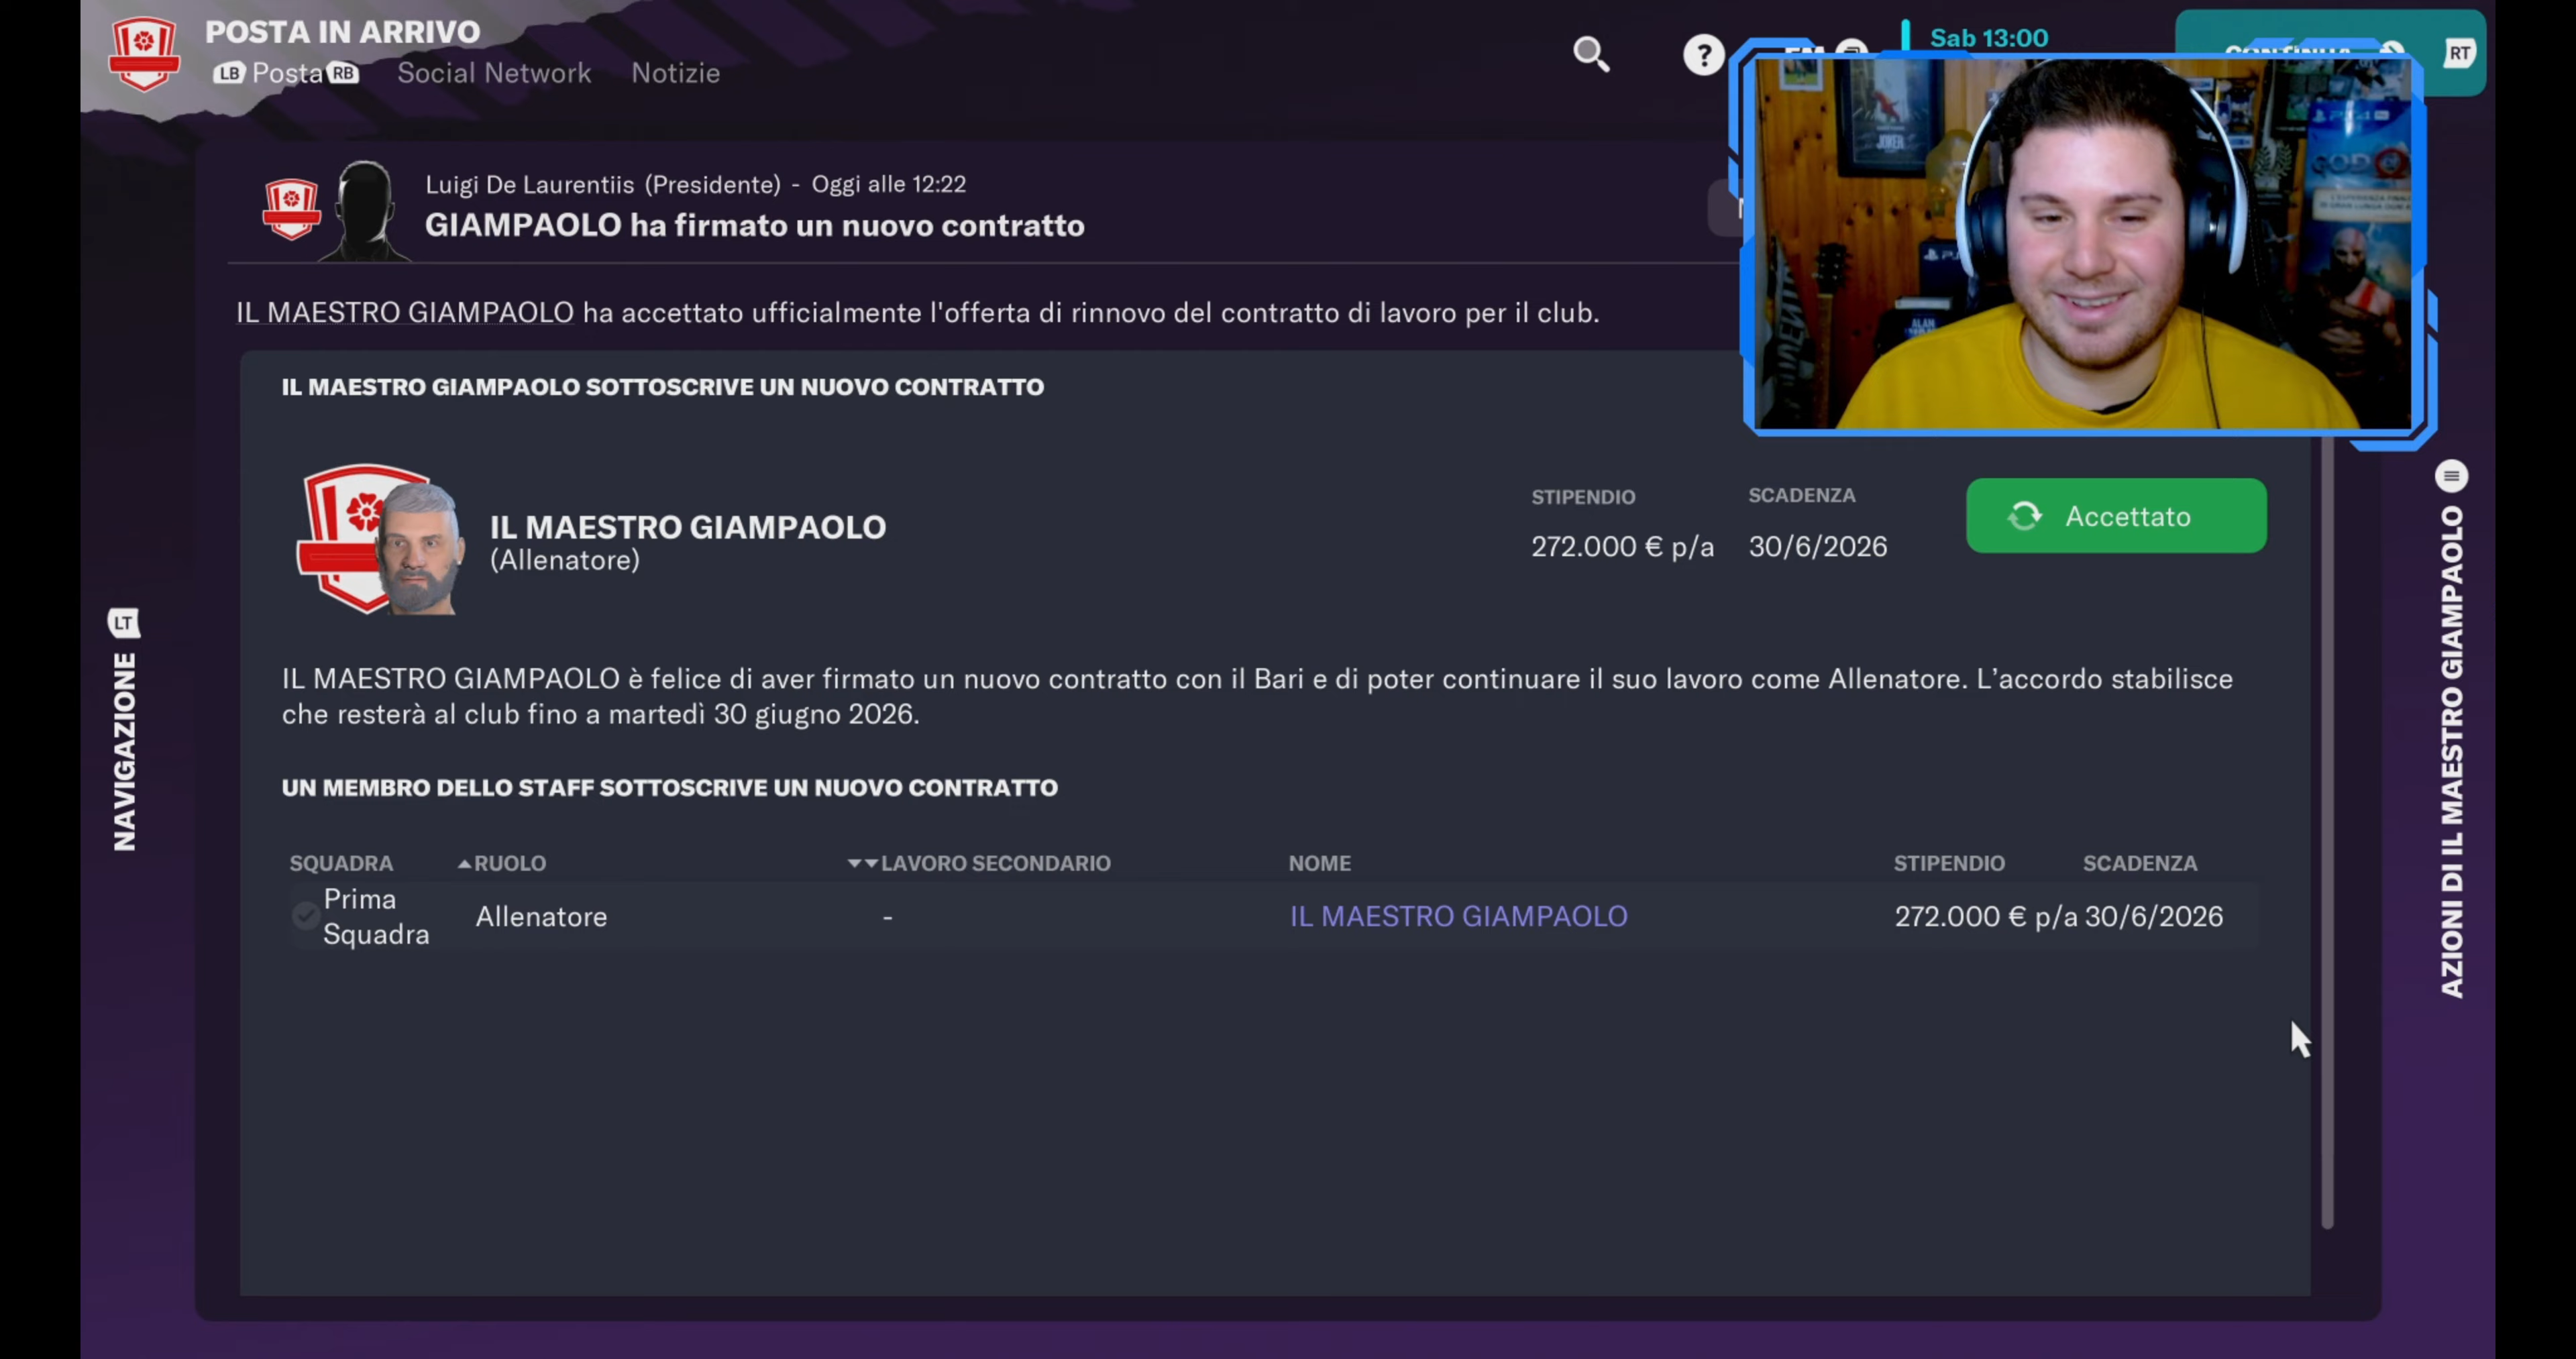 POSTA IN ARRIVO
LB Posta RB Social Network Notizie
Sab 13:00
RT
Luigi De Laurentiis (Presidente) - Oggi alle 12:22
GIAMPAOLO ha firmato un nuovo contratto
IL MAESTRO GIAMPAOLO ha accettato ufficialmente l'offerta di rinnovo del contratto di lavoro per il club.
IL MAESTRO GIAMPAOLO SOTTOSCRIVE UN NUOVO CONTRATTO
IL MAESTRO GIAMPAOLO
(Allenatore)
STIPENDIO SCADENZA
272.000 € p/a 30/6/2026
Accettato
IL MAESTRO GIAMPAOLO è felice di aver firmato un nuovo contratto con il Bari e di poter continuare il suo lavoro come Allenatore. L’accordo stabilisce
che resterà al club fino a martedì 30 giugno 2026.
UN MEMBRO DELLO STAFF SOTTOSCRIVE UN NUOVO CONTRATTO
SQUADRA RUOLO LAVORO SECONDARIO NOME STIPENDIO SCADENZA
Prima
Squadra
Allenatore - IL MAESTRO GIAMPAOLO 272.000 € p/a 30/6/2026
NAVIGAZIONE LT
AZIONI DI IL MAESTRO GIAMPAOLO
JOKER
PS4
GOD
ALAN